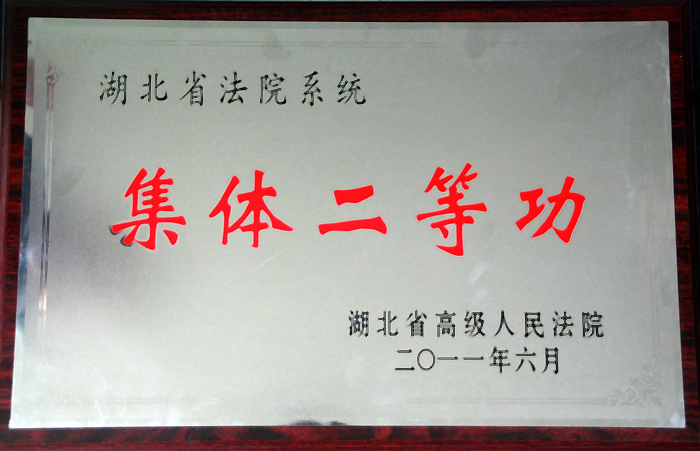 湖北省法院系统
集体二等功
湖北省高级人民法院
二〇一一年六月